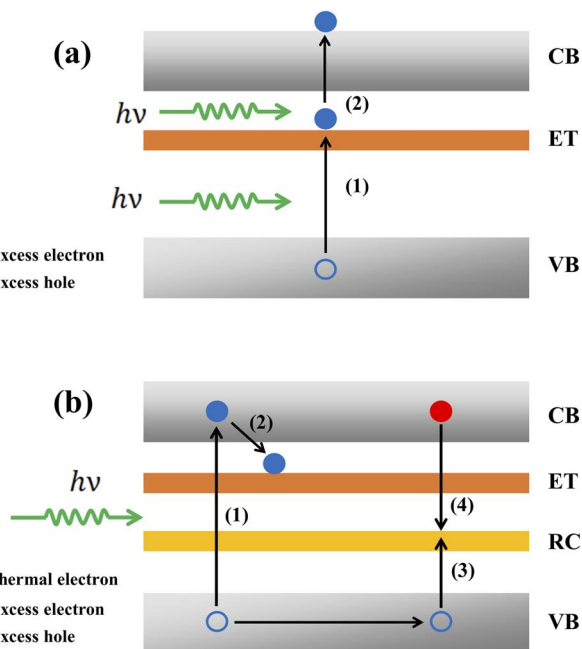 (a)
CB
(2)
hν
ET
(1)
hν
xcess electron
VB
xcess hole
(b)
CB
(2)
hν
ET
(1)
(4)
RC
hermal electron
(3)
xcess electron
VB
xcess hole